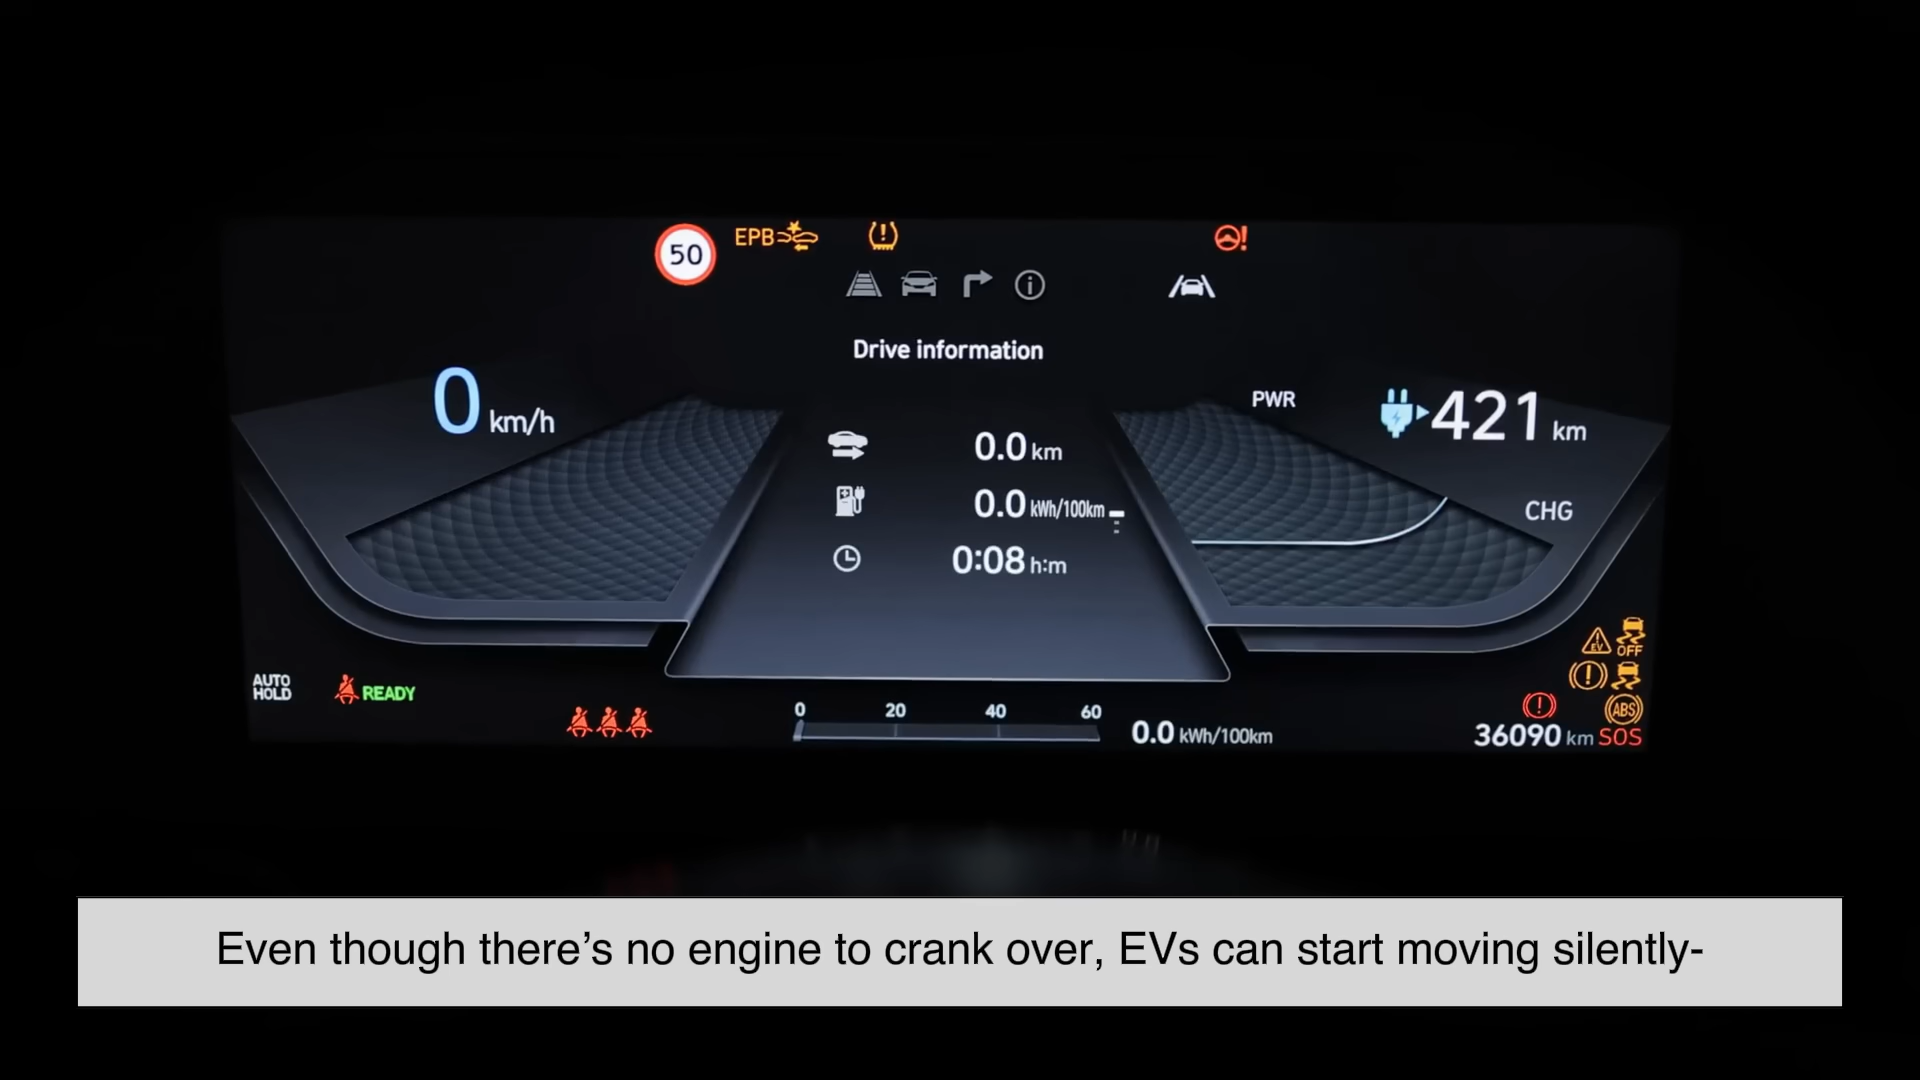 50
EPB
Drive information
0 km/h
PWR
421 km
0.0 km
0.0 kWh/100km
CHG
0:08 h:m
EV
OFF
AUTO
HOLD
READY
ABS
0 20 40 60
0.0 kWh/100km
36090 km SOS
Even though there’s no engine to crank over, EVs can start moving silently-